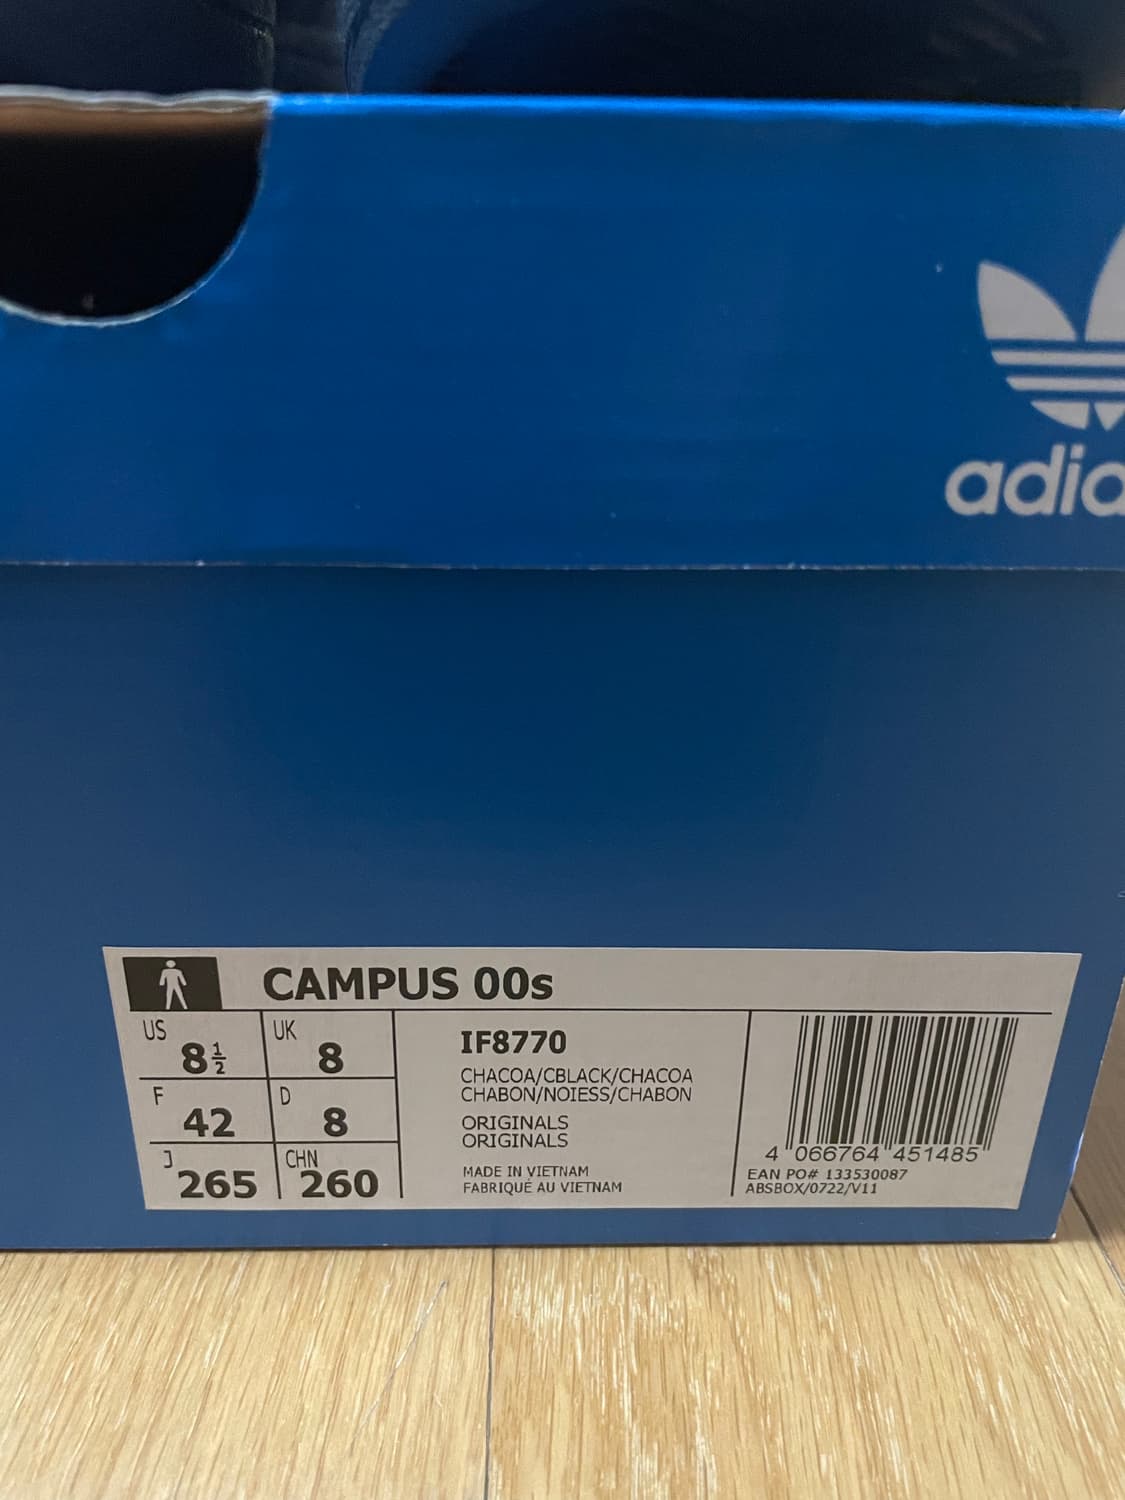 adid
CAMPUS 00s
US 8½ UK 8
F 42 D 8
J 265 CHN 260
IF8770
CHACOA/CBLACK/CHACOA
CHABON/NOIESS/CHABON
ORIGINALS
ORIGINALS
MADE IN VIETNAM
FABRIQUÉ AU VIETNAM
4 066764 451485
EAN PO# 133530087
ABSBOX/0722/V11